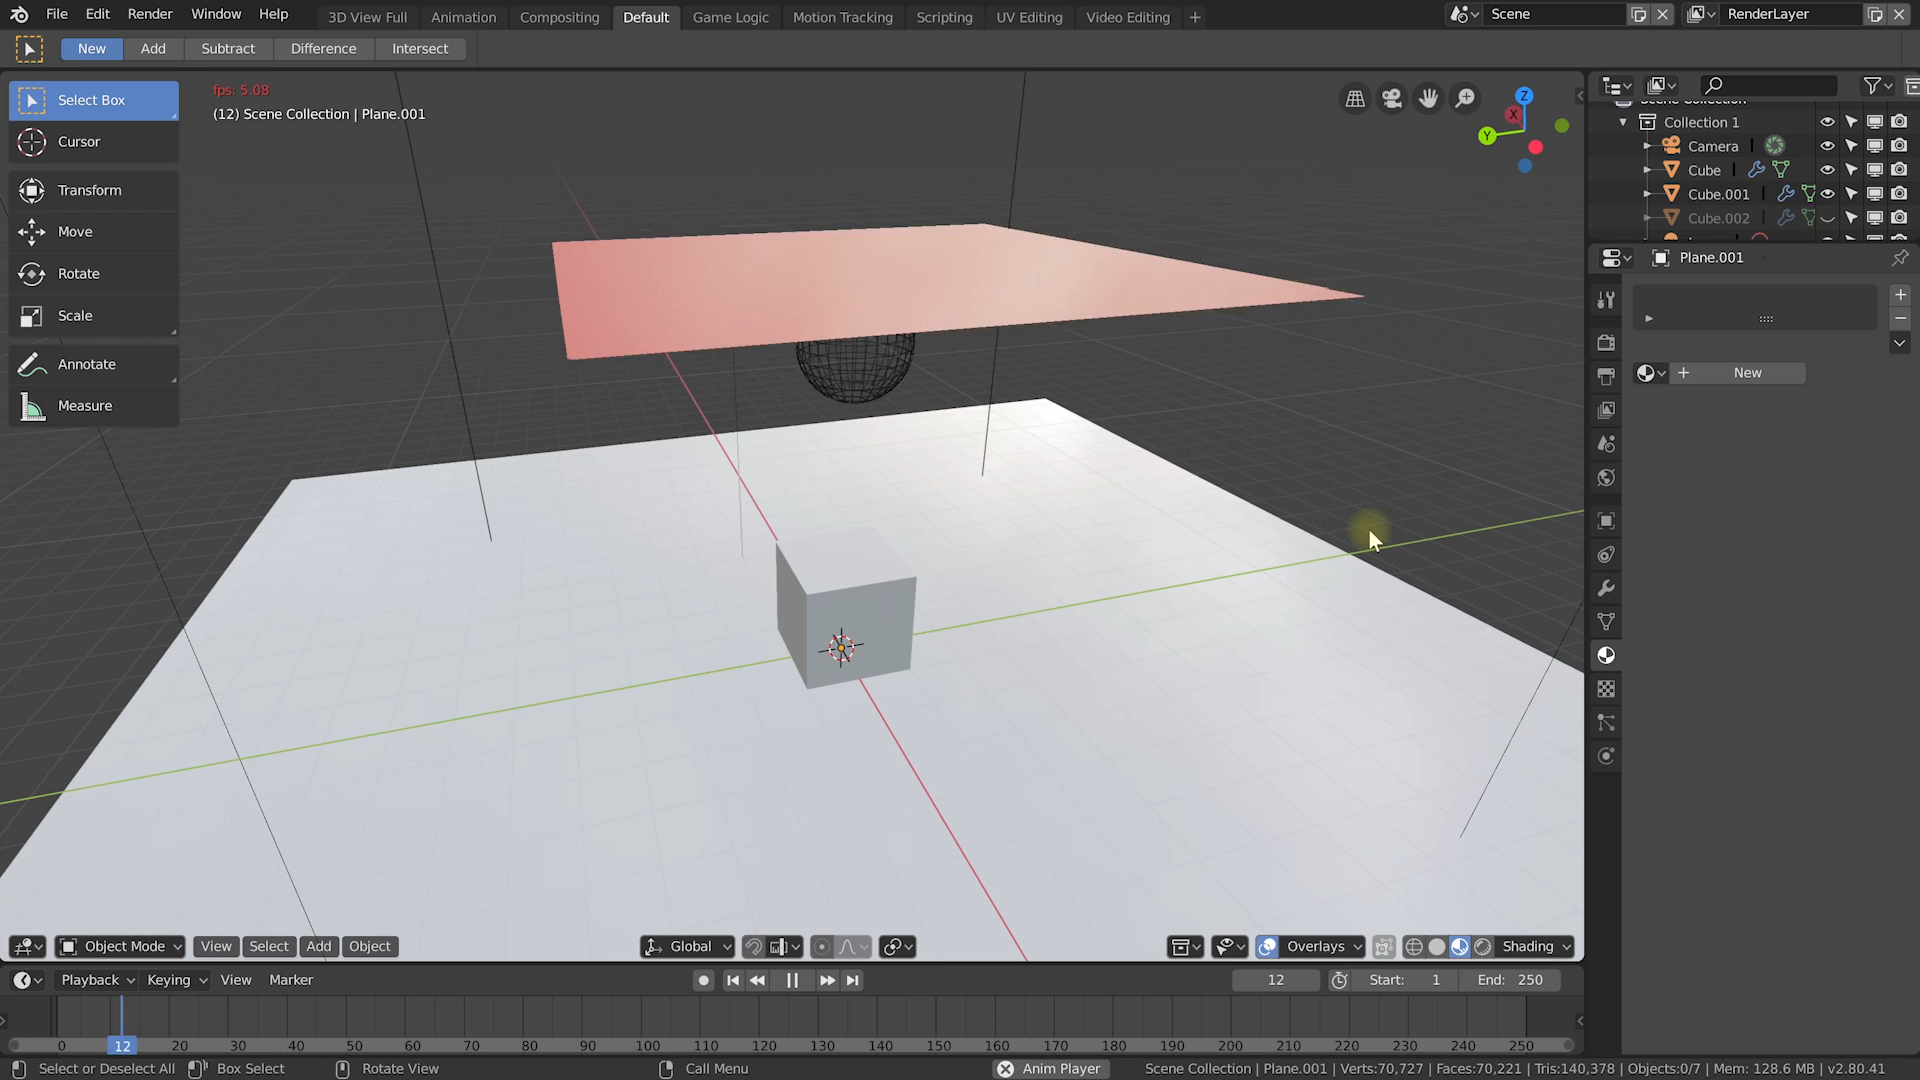 File Edit Render Window Help
3D View Full Animation Compositing Default Game Logic Motion Tracking Scripting UV Editing Video Editing +
Scene
RenderLayer
New Add Subtract Difference Intersect
Select Box
Cursor
Transform
Move
Rotate
Scale
Annotate
Measure
fps: 5.08
(12) Scene Collection | Plane.001
Z
X
Y
Scene Collection
Collection 1
Camera
Cube
Cube.001
Cube.002
Plane.001
New
Object Mode View Select Add Object
Global
Overlays
Shading
Playback Keying View Marker
12
Start: 1
End: 250
0 12 20 30 40 50 60 70 80 90 100 110 120 130 140 150 160 170 180 190 200 210 220 230 240 250
Select or Deselect All Box Select Rotate View Call Menu
Anim Player
Scene Collection | Plane.001 | Verts:70,727 | Faces:70,221 | Tris:140,378 | Objects:0/7 | Mem: 128.6 MB | v2.80.41